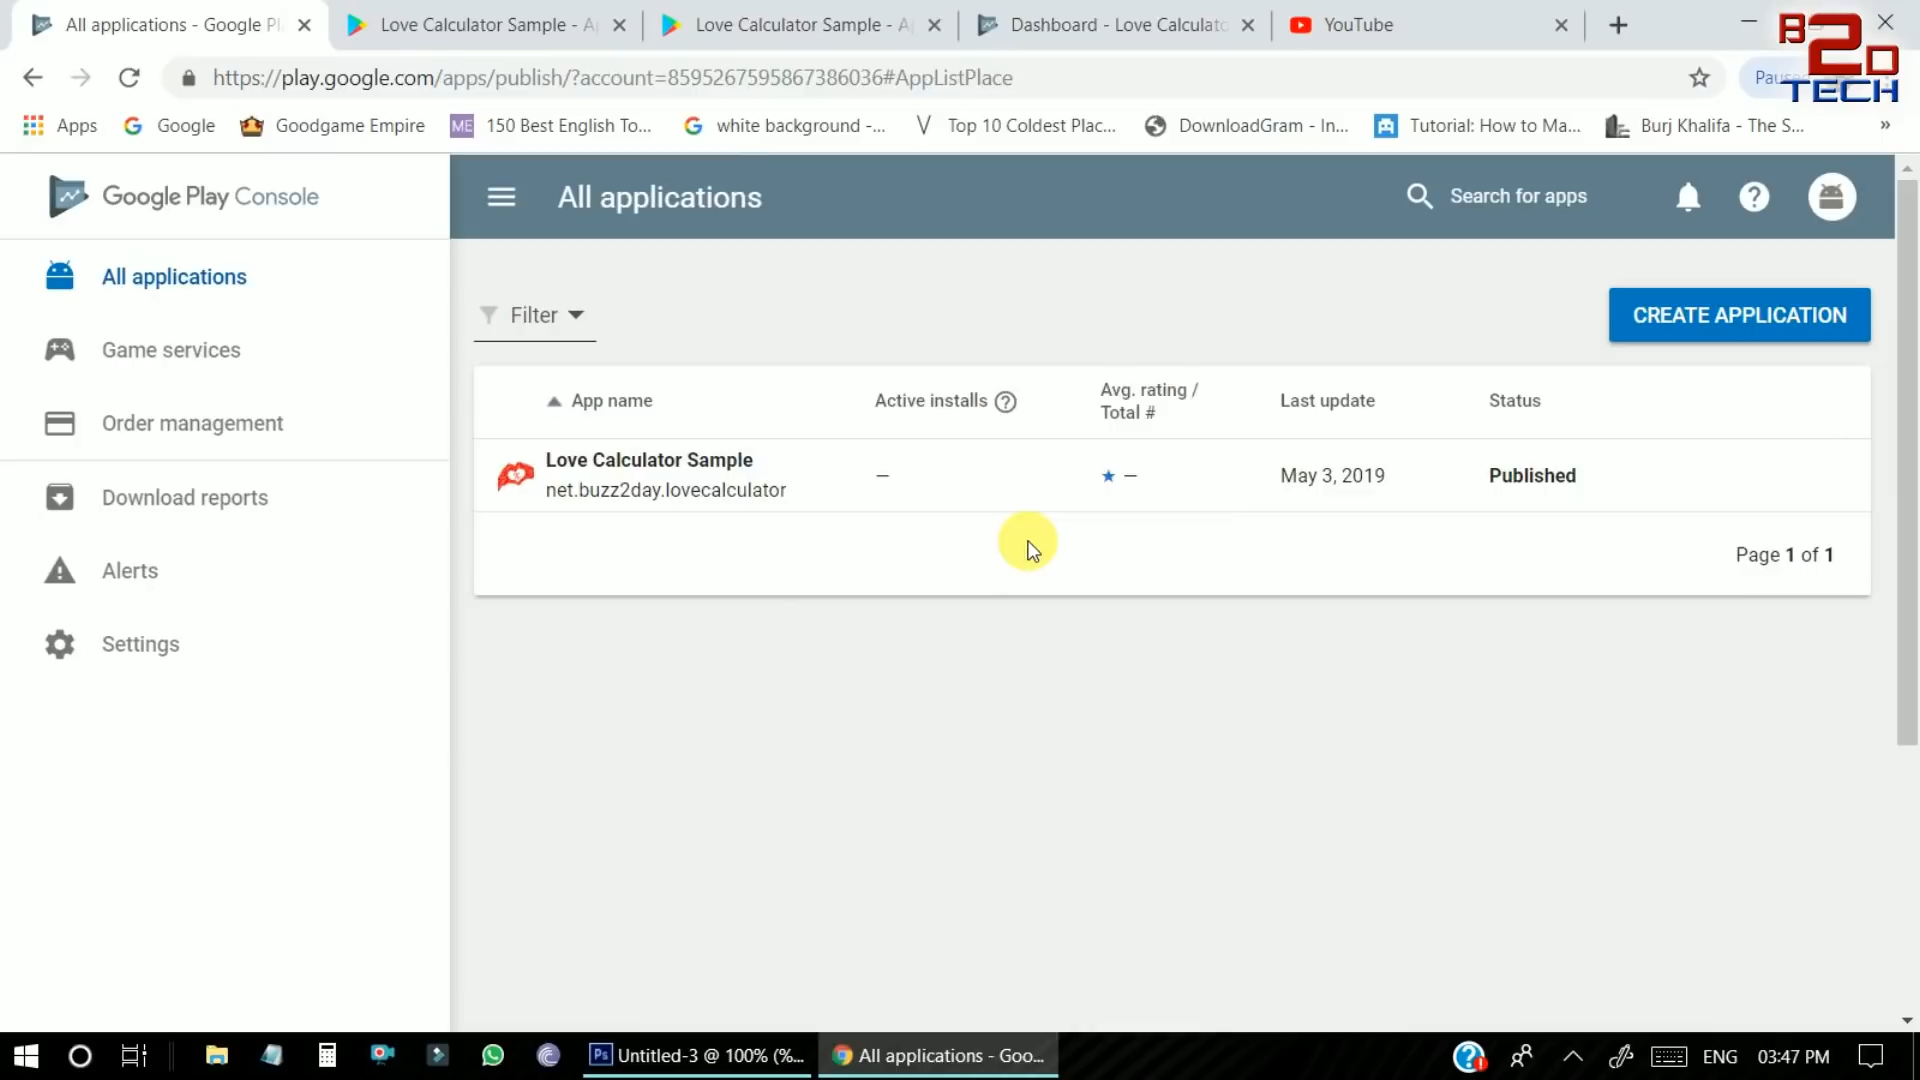 All applications - Google Pl
Love Calculator Sample - A
Love Calculator Sample - A
Dashboard - Love Calculato
YouTube
B2D
TECH
https://play.google.com/apps/publish/?account=8595267595867386036#AppListPlace
Apps
Google
Goodgame Empire
ME
150 Best English To...
white background -...
Top 10 Coldest Plac...
DownloadGram - In...
Tutorial: How to Ma...
Burj Khalifa - The S...
»
Google Play Console
All applications
Search for apps
All applications
Game services
Order management
Download reports
Alerts
Settings
Filter
CREATE APPLICATION
App name
Active installs
Avg. rating /
Total #
Last update
Status
Love Calculator Sample
net.buzz2day.lovecalculator
–
–
May 3, 2019
Published
Page 1 of 1
Ps
Untitled-3 @ 100% (%...
All applications - Goo...
ENG
03:47 PM